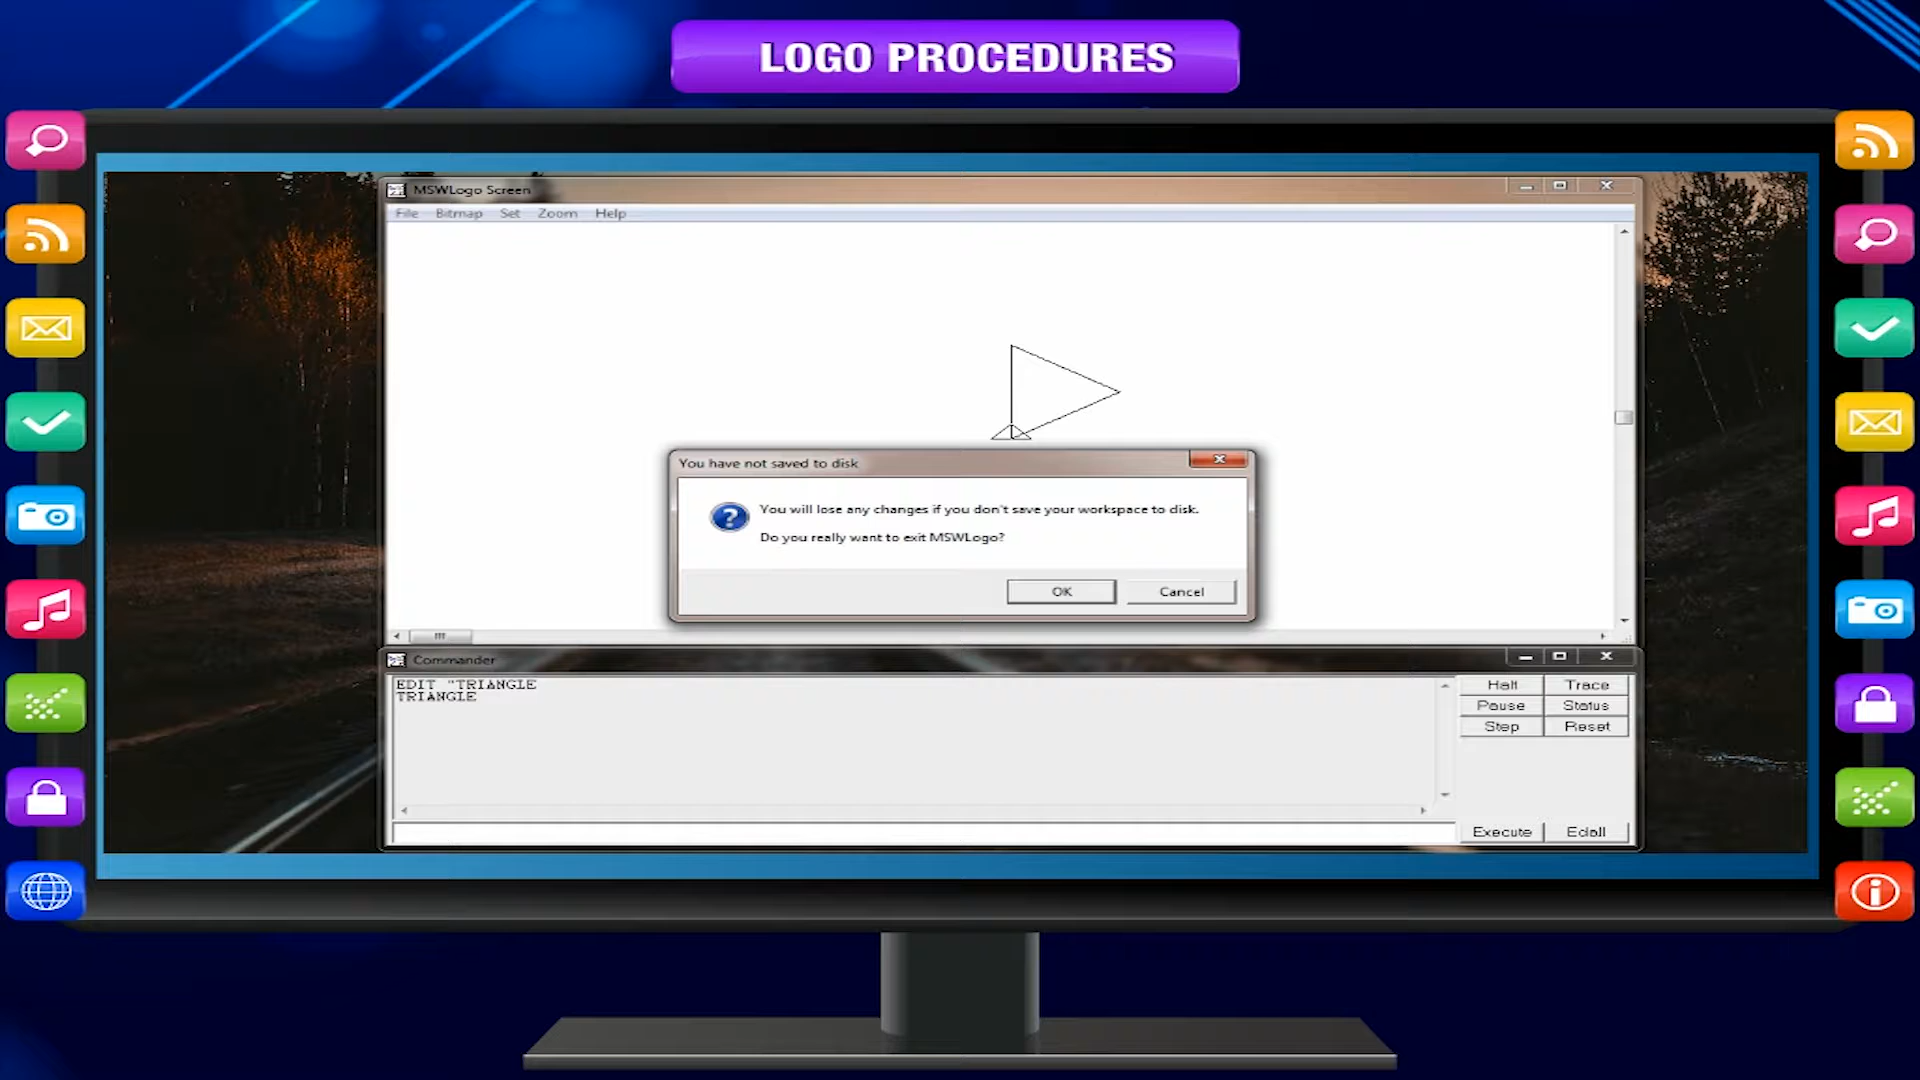 LOGO PROCEDURES
MSWLogo Screen
File Bitmap Set Zoom Help
You have not saved to disk
You will lose any changes if you don't save your workspace to disk.
Do you really want to exit MSWLogo?
OK Cancel
Commander
EDIT "TRIANGLE
TRIANGLE
Halt Trace
Pause Status
Step Reset
Execute Edall